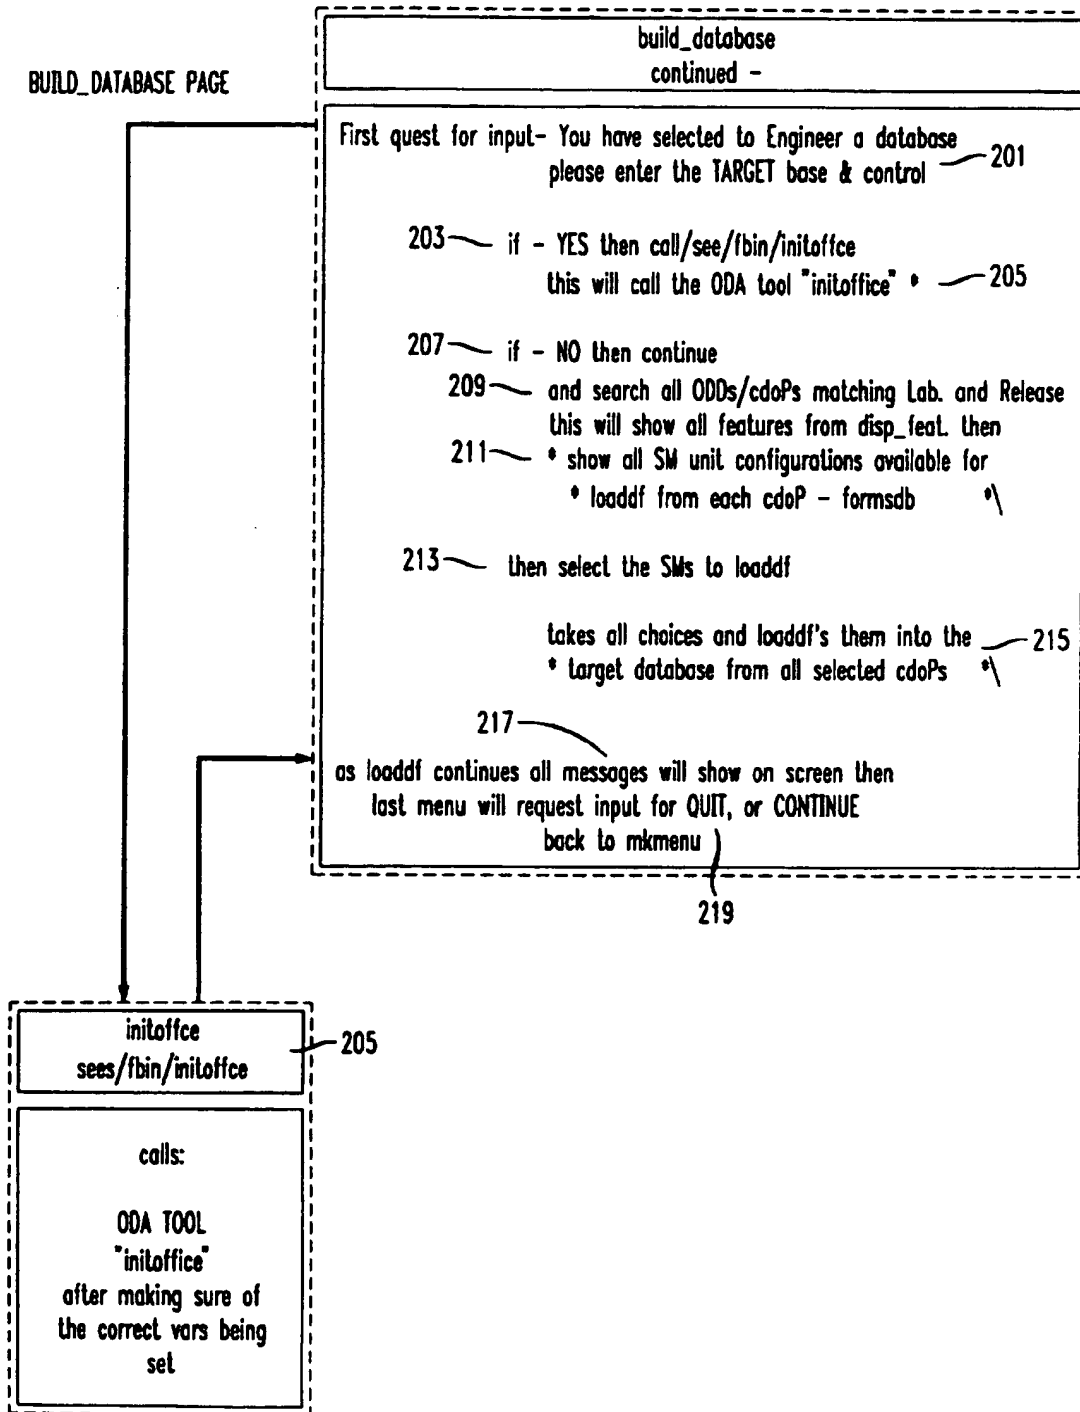 BUILD_DATABASE PAGE
build_database
continued -
First quest for input- You have selected to Engineer a database
please enter the TARGET base & control
201
203 if - YES then call/see/fbin/initoffce
this will call the ODA tool "initoffice" *
205
207 if - NO then continue
209 and search all ODDs/cdoPs matching Lab. and Release
this will show all features from disp_feat. then
211 * show all SM unit configurations available for
* loaddf from each cdoP - formsdb *\
213 then select the SMs to loaddf
takes all choices and loaddf's them into the
215
* target database from all selected cdoPs *\
217
as loaddf continues all messages will show on screen then
last menu will request input for QUIT, or CONTINUE
back to mkmenu
219
initoffce
sees/fbin/initoffce
205
calls:
ODA TOOL
"initoffice"
after making sure of
the correct vars being
set